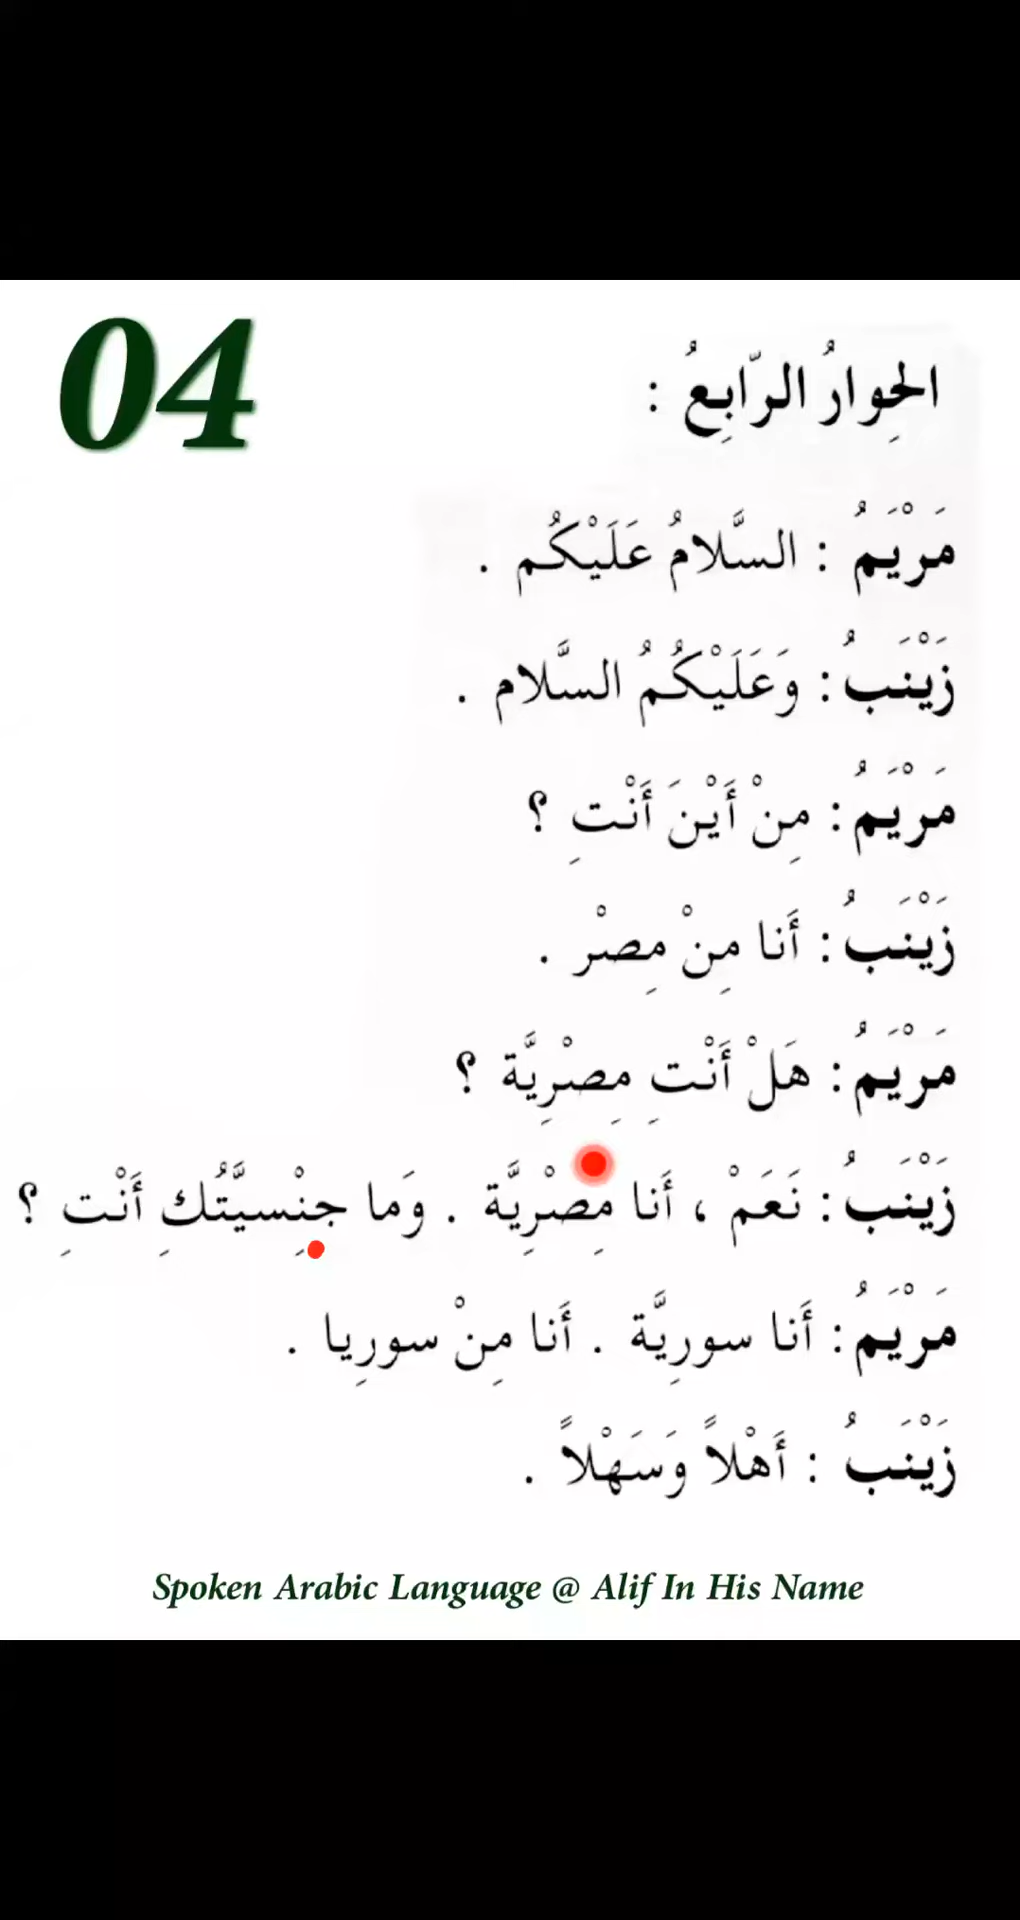 04
الحِوارُ الرّابِعُ :
مَرْيَمُ : السَّلامُ عَلَيْكُم .
زَيْنَبُ : وَعَلَيْكُمُ السَّلام .
مَرْيَمُ : مِنْ أَيْنَ أَنْتِ ؟
زَيْنَبُ : أَنا مِنْ مِصْر .
مَرْيَمُ : هَلْ أَنْتِ مِصْرِيَّة ؟
زَيْنَبُ : نَعَمْ ، أَنا مِصْرِيَّة . وَما جِنْسيَّتُكِ أَنْتِ ؟
مَرْيَمُ : أَنا سورِيَّة . أَنا مِنْ سورِيا .
زَيْنَبُ : أَهْلاً وَسَهْلاً .
Spoken Arabic Language @ Alif In His Name